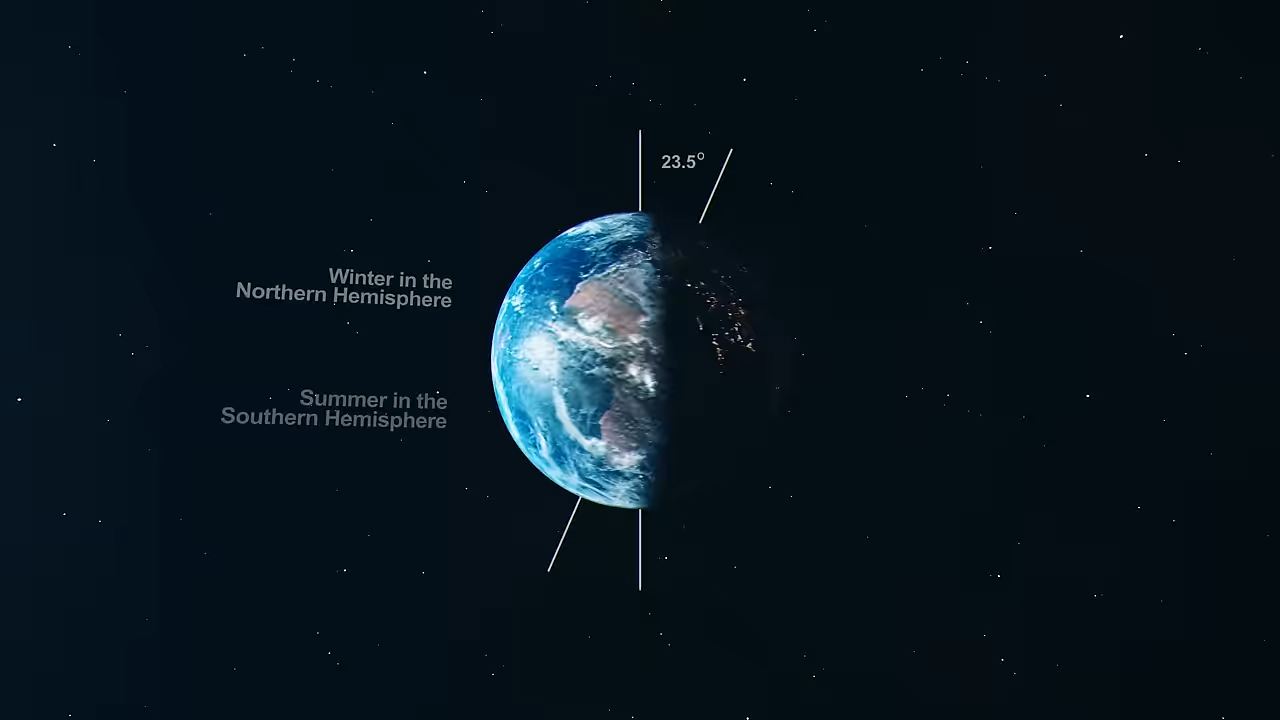 23.5°
Winter in the
Northern Hemisphere
Summer in the
Southern Hemisphere